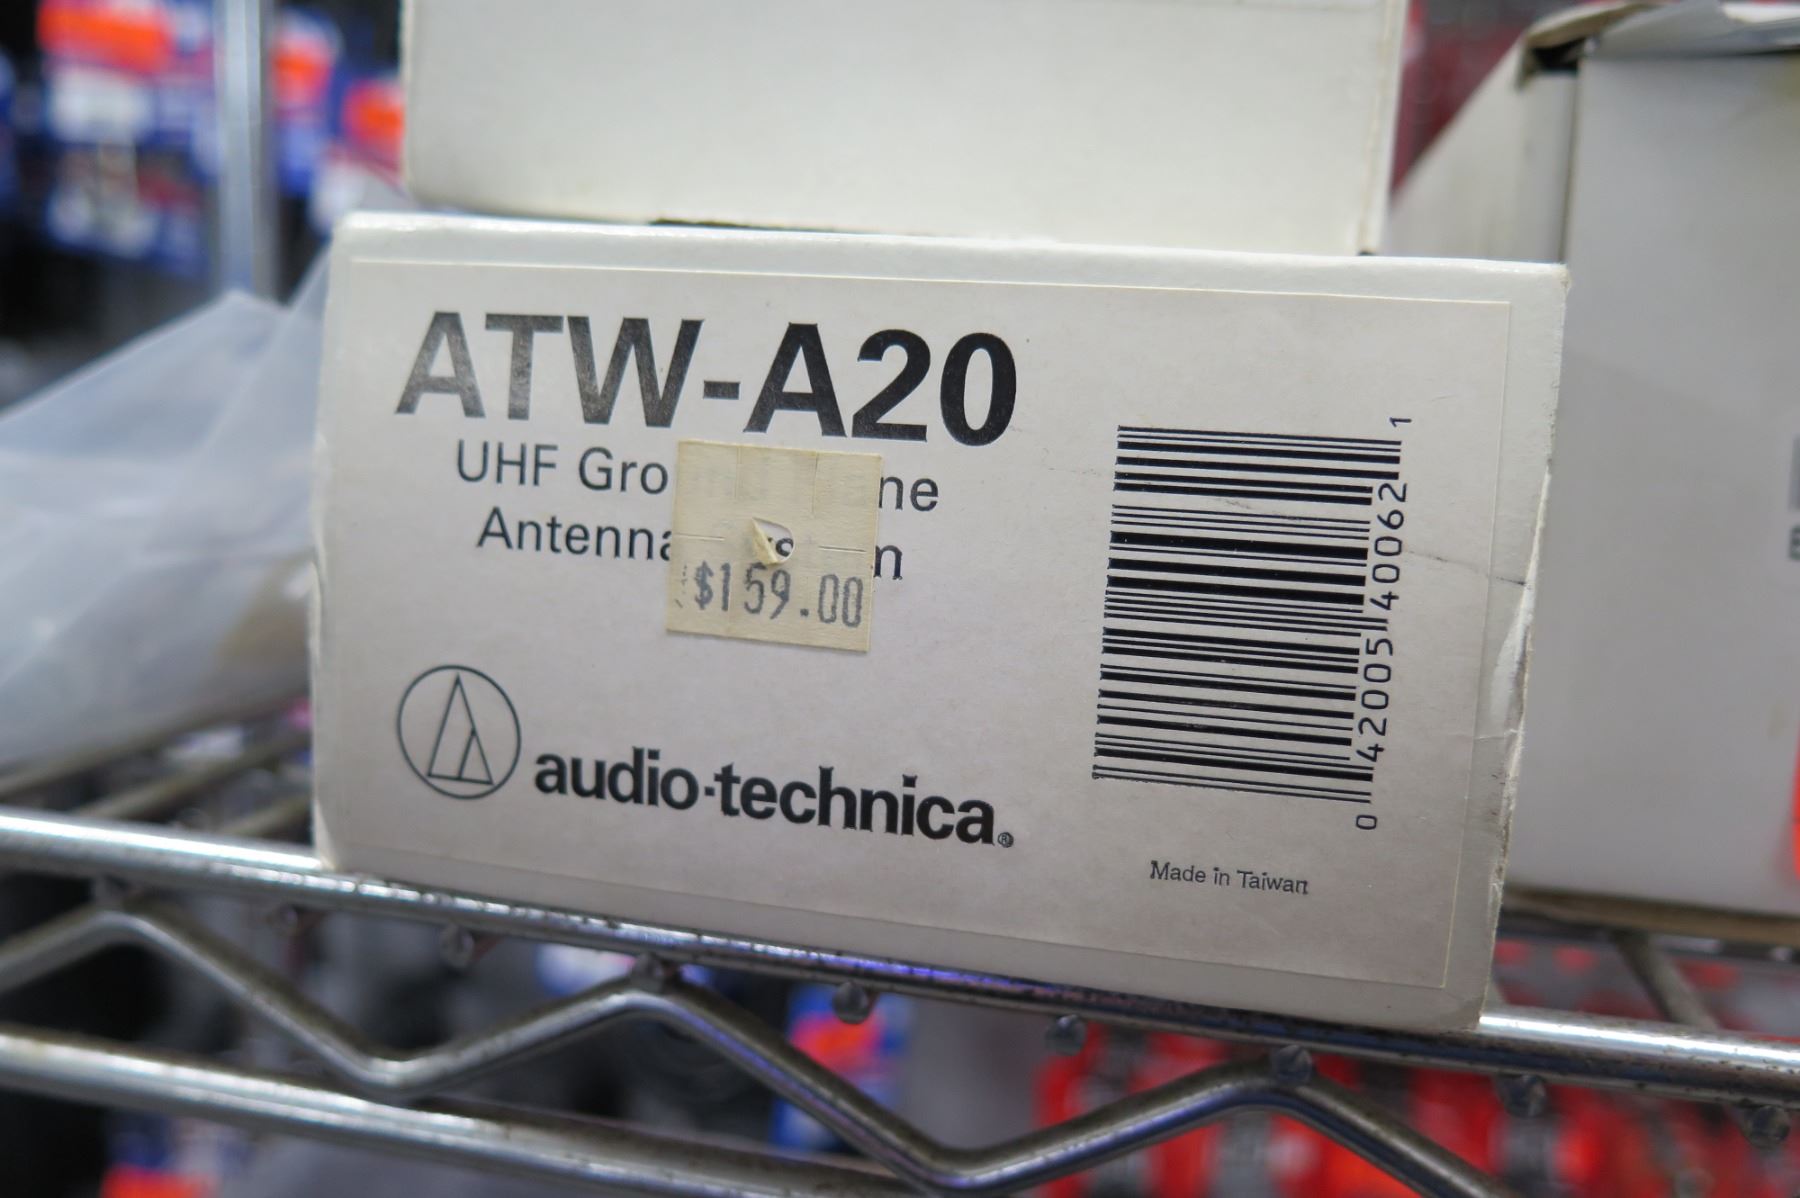 ATW-A20
UHF Gro ne
Antenna m
$159.00
audio-technica®
0 42005 40062 1
Made in Taiwan